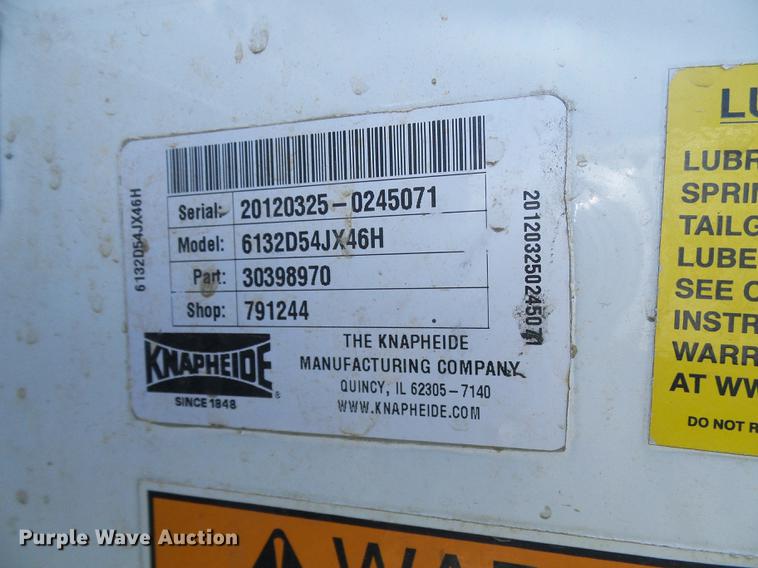 Serial: 20120325-0245071
Model: 6132D54JX46H
Part: 30398970
Shop: 791244
KNAPHEIDE®
SINCE 1848
THE KNAPHEIDE
MANUFACTURING COMPANY
QUINCY, IL 62305-7140
WWW.KNAPHEIDE.COM
6132D54JX46H
201203250245071
LU
LUBR
SPRIN
TAILG
LUBE
SEE O
INSTR
WARR
AT WW
DO NOT R
WAR
Purple Wave Auction